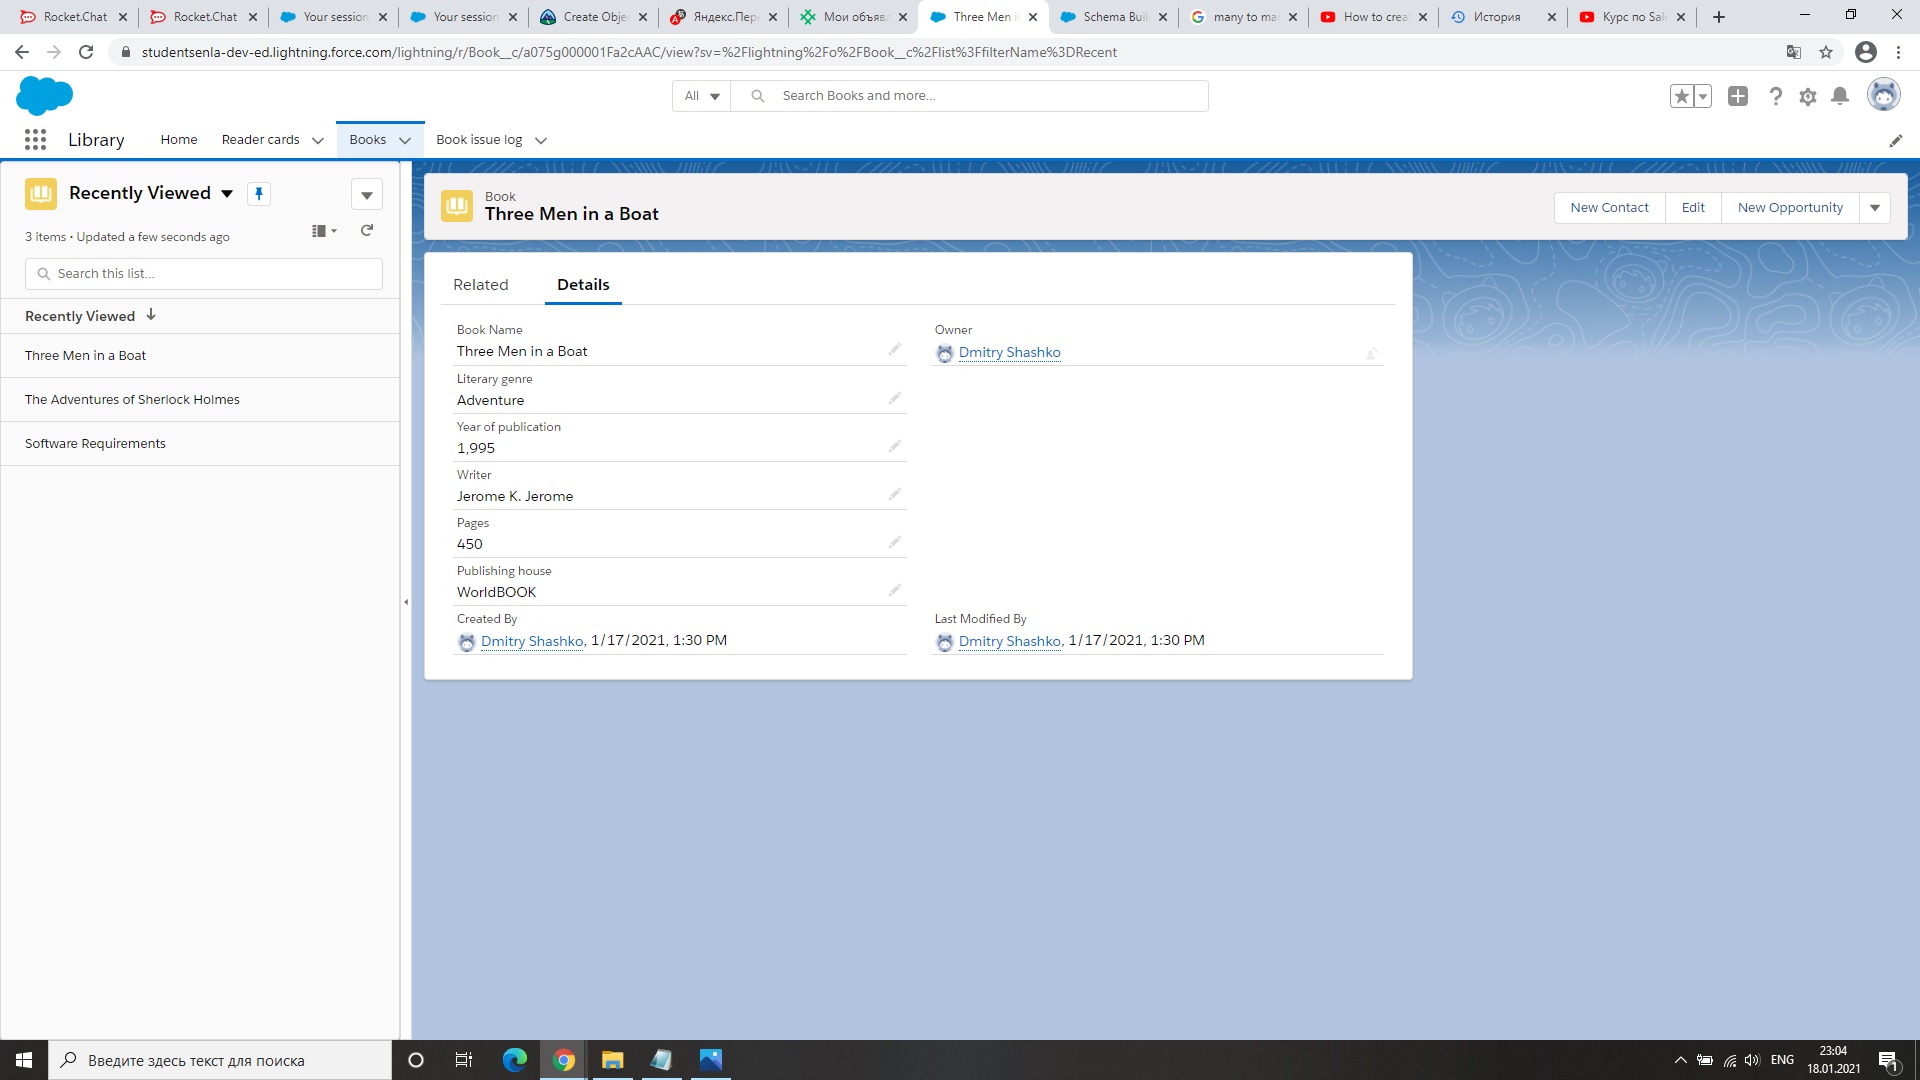 Rocket.Chat
Rocket.Chat
Your session
Your session
Create Obje
Яндекс.Пер
Мои объявл
Three Men i
Schema Buil
many to ma
How to crea
История
Курс по Sale
studentsenla-dev-ed.lightning.force.com/lightning/r/Book__c/a075g000001Fa2cAAC/view?sv=%2Flightning%2Fo%2FBook__c%2Flist%3FfilterName%3DRecent
All
Search Books and more...
Library
Home
Reader cards
Books
Book issue log
Recently Viewed
3 items • Updated a few seconds ago
Search this list...
Recently Viewed
Three Men in a Boat
The Adventures of Sherlock Holmes
Software Requirements
Book
Three Men in a Boat
New Contact
Edit
New Opportunity
Related
Details
Book Name
Three Men in a Boat
Owner
Dmitry Shashko
Literary genre
Adventure
Year of publication
1,995
Writer
Jerome K. Jerome
Pages
450
Publishing house
WorldBOOK
Created By
Dmitry Shashko, 1/17/2021, 1:30 PM
Last Modified By
Dmitry Shashko, 1/17/2021, 1:30 PM
Введите здесь текст для поиска
ENG
23:04
18.01.2021
1